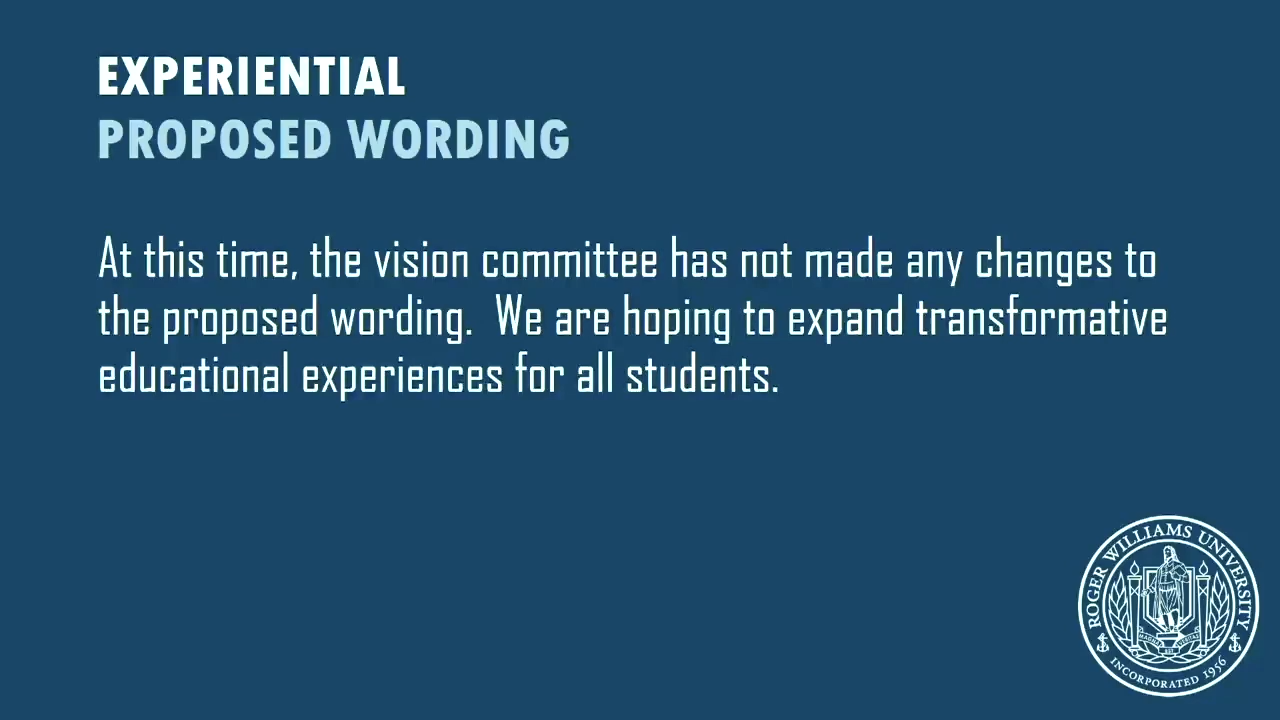 EXPERIENTIAL
PROPOSED WORDING
At this time, the vision committee has not made any changes to
the proposed wording.  We are hoping to expand transformative
educational experiences for all students.
ROGER WILLIAMS UNIVERSITY
INCORPORATED 1956